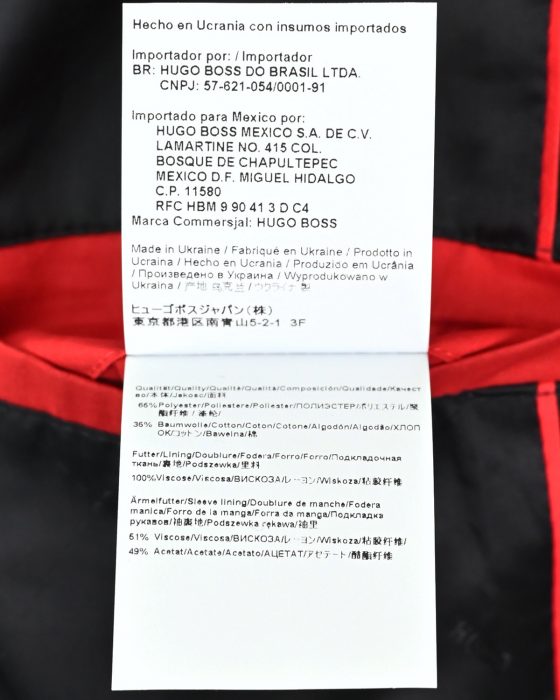 Hecho en Ucrania con insumos importados
Importador por: / Importador
BR: HUGO BOSS DO BRASIL LTDA.
CNPJ: 57-621-054/0001-91
Importado para Mexico por:
HUGO BOSS MEXICO S.A. DE C.V.
LAMARTINE NO. 415 COL.
BOSQUE DE CHAPULTEPEC
MEXICO D.F. MIGUEL HIDALGO
C.P. 11580
RFC HBM 9 90 41 3 D C4
Marca Commersjal: HUGO BOSS
Made in Ukraine / Fabriqué en Ukraine / Prodotto in
Ucraina / Hecho en Ucrania / Produzido em Ucrânia
/ Произведено в Украина / Wyprodukowano w
Ukraina / 产地 乌克兰 / ウクライナ 製
ヒューゴボスジャパン(株)
東京都港区南青山5-2-1 3F
Qualität/Quality/Qualité/Qualità/Composición/Qualidade/Качест
во/本体/Jakosc/面料
65% Polyester/Poliestere/Poliester/ПОЛИЭСТЕР/ポリエステル/聚
酯纤维 / 涤纶/
35% Baumwolle/Cotton/Coton/Cotone/Algodón/Algodão/ХЛОП
ОК/コットン/Bawelna/棉
Futter/Lining/Doublure/Fodera/Forro/Forro/Подкладочная
ткань/裏地/Podszewka/里料
100%Viscose/Viscosa/ВИСКОЗА/レーヨン/Wiskoza/粘胶纤维
Ärmelfutter/Sleeve lining/Doublure de manche/Fodera
manica/Forro de la manga/Forra da manga/Подкладка
рукавов/袖裏地/Podszewka rękawa/袖里
51% Viscose/Viscosa/ВИСКОЗА/レーヨン/Wiskoza/粘胶纤维/
49% Acetat/Acetate/Acetato/АЦЕТАТ/アセテート/醋酯纤维